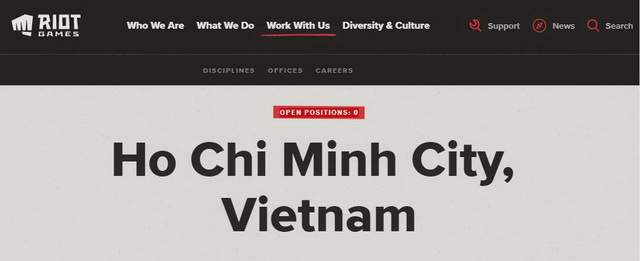 RIOT GAMES Who We Are What We Do Work With Us Diversity & Culture Support News Search
DISCIPLINES OFFICES CAREERS
OPEN POSITIONS: 0
Ho Chi Minh City,
Vietnam